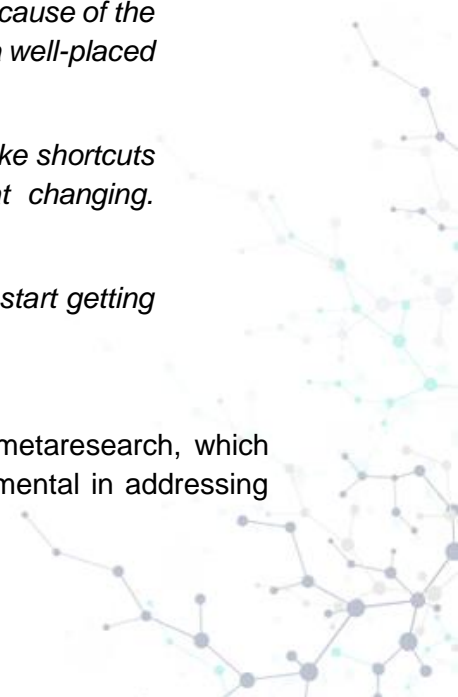 cause of the
well-placed
ke shortcuts
changing.
start getting
metaresearch, which
mental in addressing